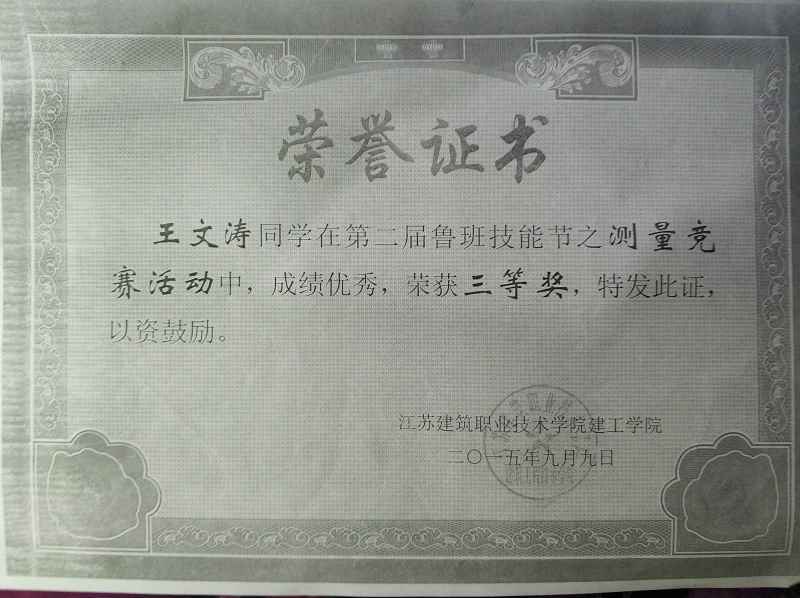 荣誉证书
王文涛同学在第二届鲁班技能节之测量竞
赛活动中，成绩优秀，荣获三等奖，特发此证，
以资鼓励。
江苏建筑职业技术学院建工学院
二〇一五年九月九日